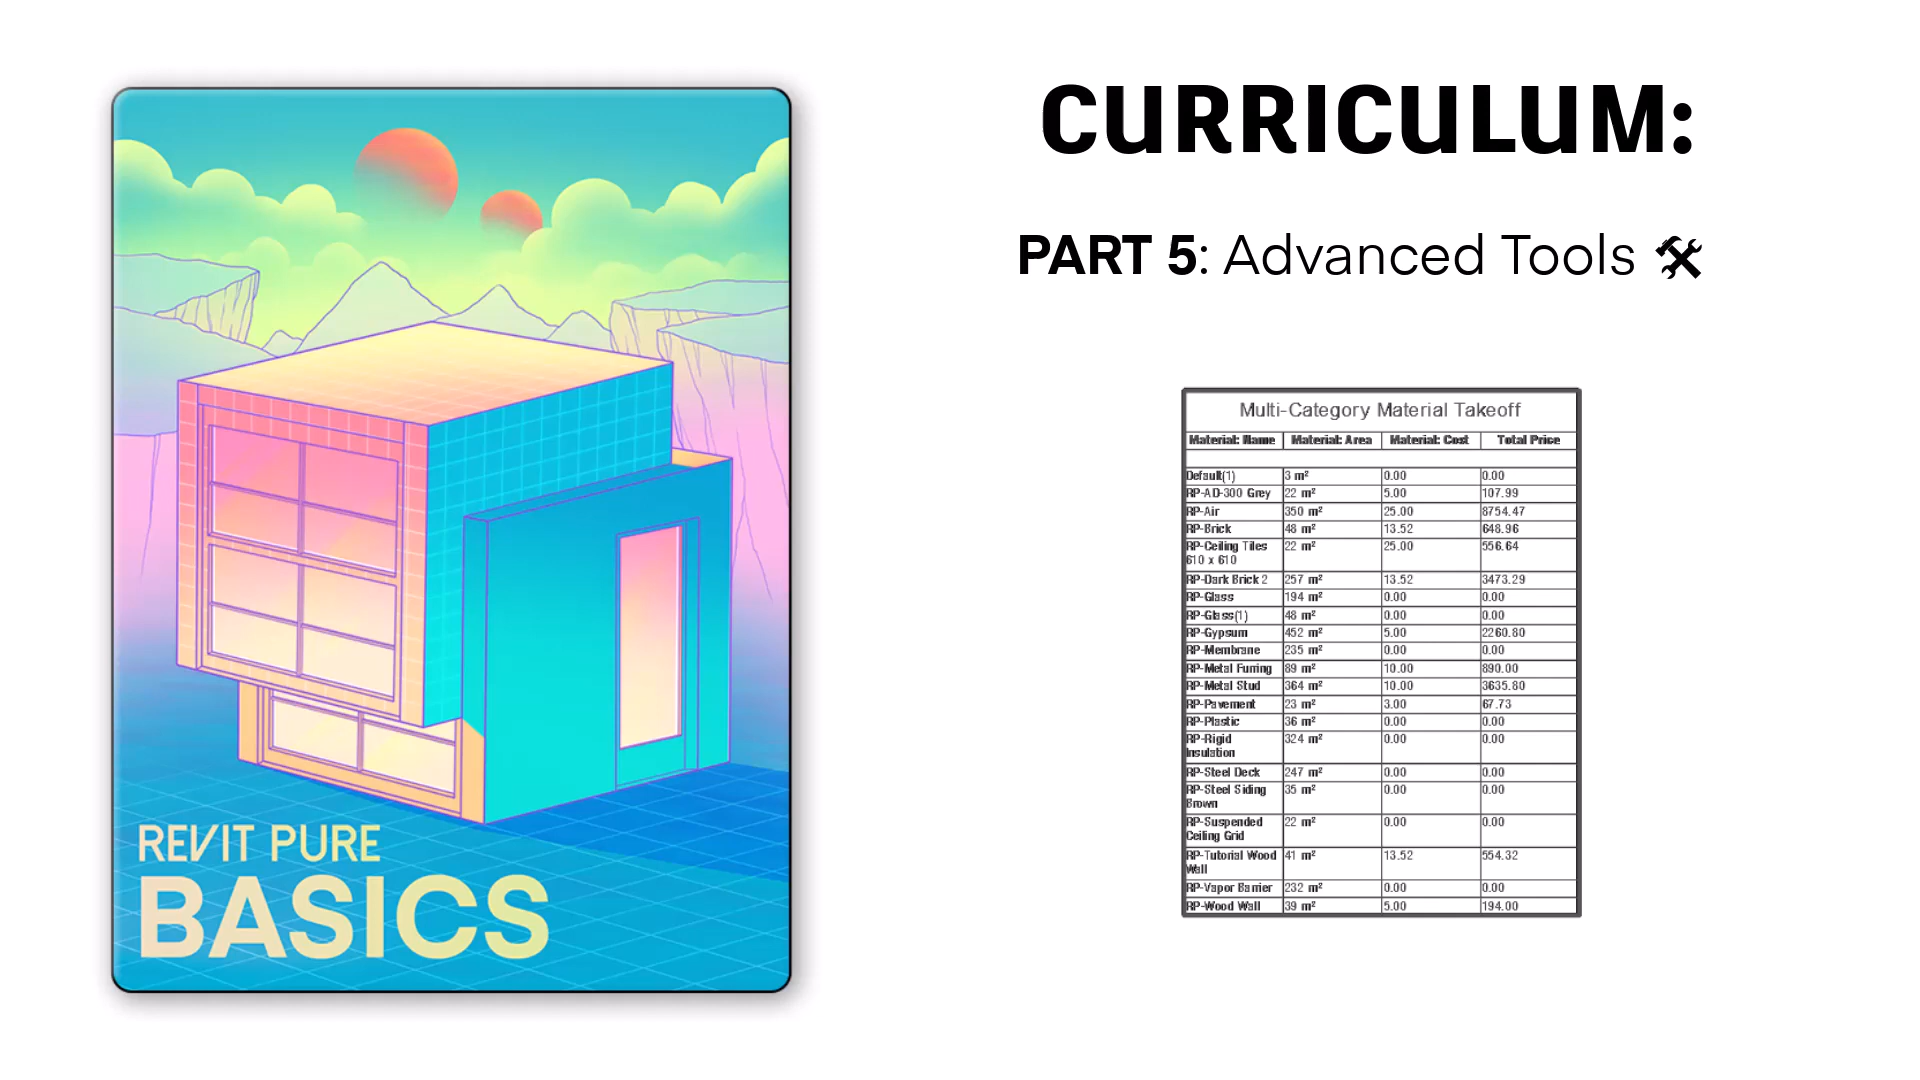 REVIT PURE
BASICS
CURRICULUM:
PART 5: Advanced Tools 🛠
Multi-Category Material Takeoff
Material: Name Material: Area Material: Cost Total Price
Default(1) 3 m² 0.00 0.00
RP-AD-300 Grey 22 m² 5.00 107.99
RP-Air 350 m² 25.00 8754.47
RP-Brick 48 m² 13.52 648.96
RP-Ceiling Tiles 22 m² 25.00 556.64
610 x 610
RP-Dark Brick 2 257 m² 13.52 3473.29
RP-Glass 194 m² 0.00 0.00
RP-Glass(1) 48 m² 0.00 0.00
RP-Gypsum 452 m² 5.00 2260.80
RP-Membrane 235 m² 0.00 0.00
RP-Metal Furring 89 m² 10.00 890.00
RP-Metal Stud 364 m² 10.00 3635.80
RP-Pavement 23 m² 3.00 67.73
RP-Plastic 36 m² 0.00 0.00
RP-Rigid 324 m² 0.00 0.00
Insulation
RP-Steel Deck 247 m² 0.00 0.00
RP-Steel Siding 35 m² 0.00 0.00
Brown
RP-Suspended 22 m² 0.00 0.00
Ceiling Grid
RP-Tutorial Wood 41 m² 13.52 554.32
Wall
RP-Vapor Barrier 232 m² 0.00 0.00
RP-Wood Wall 39 m² 5.00 194.00